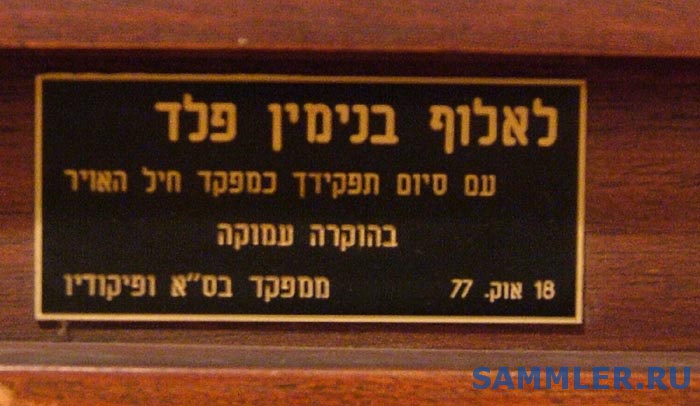 לאלוף בנימין פלד
עם סיום תפקידך כמפקד חיל האויר
בהוקרה עמוקה
18 אוק. 77 ממפקד בס"א ופיקודיו
SAMMLER.RU